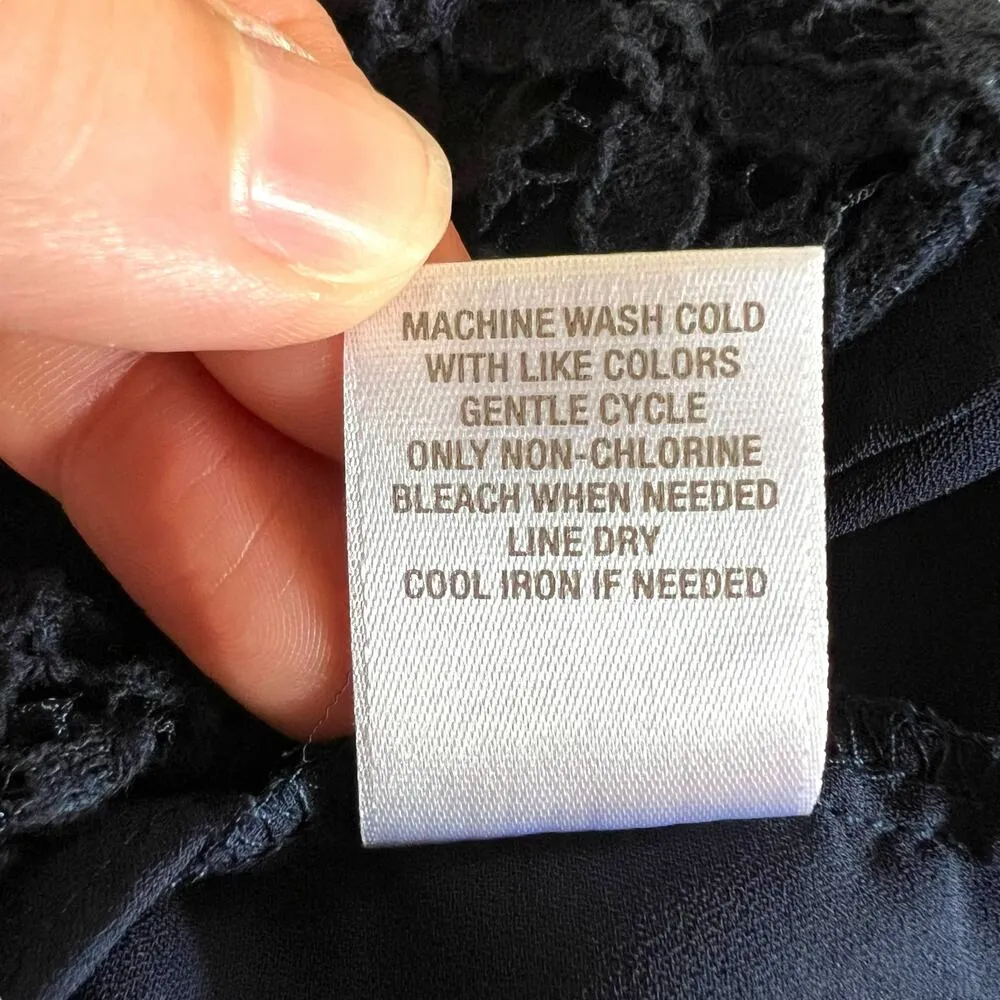 MACHINE WASH COLD
WITH LIKE COLORS
GENTLE CYCLE
ONLY NON-CHLORINE
BLEACH WHEN NEEDED
LINE DRY
COOL IRON IF NEEDED